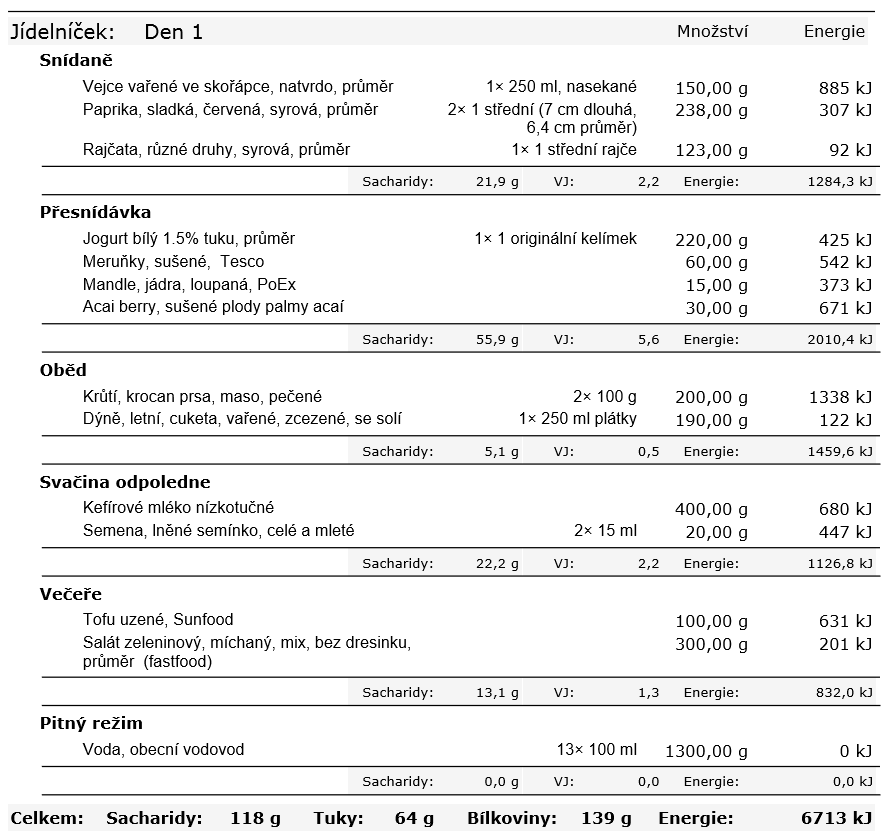 Jídelníček: Den 1 Množství Energie
Snídaně
Vejce vařené ve skořápce, natvrdo, průměr 1× 250 ml, nasekané 150,00 g 885 kJ
Paprika, sladká, červená, syrová, průměr 2× 1 střední (7 cm dlouhá, 238,00 g 307 kJ
6,4 cm průměr)
Rajčata, různé druhy, syrová, průměr 1× 1 střední rajče 123,00 g 92 kJ
Sacharidy: 21,9 g VJ: 2,2 Energie: 1284,3 kJ
Přesnídávka
Jogurt bílý 1.5% tuku, průměr 1× 1 originální kelímek 220,00 g 425 kJ
Meruňky, sušené, Tesco 60,00 g 542 kJ
Mandle, jádra, loupaná, PoEx 15,00 g 373 kJ
Acai berry, sušené plody palmy acaí 30,00 g 671 kJ
Sacharidy: 55,9 g VJ: 5,6 Energie: 2010,4 kJ
Oběd
Krůtí, krocan prsa, maso, pečené 2× 100 g 200,00 g 1338 kJ
Dýně, letní, cuketa, vařené, zcezené, se solí 1× 250 ml plátky 190,00 g 122 kJ
Sacharidy: 5,1 g VJ: 0,5 Energie: 1459,6 kJ
Svačina odpoledne
Kefírové mléko nízkotučné 400,00 g 680 kJ
Semena, lněné semínko, celé a mleté 2× 15 ml 20,00 g 447 kJ
Sacharidy: 22,2 g VJ: 2,2 Energie: 1126,8 kJ
Večeře
Tofu uzené, Sunfood 100,00 g 631 kJ
Salát zeleninový, míchaný, mix, bez dresinku, 300,00 g 201 kJ
průměr (fastfood)
Sacharidy: 13,1 g VJ: 1,3 Energie: 832,0 kJ
Pitný režim
Voda, obecní vodovod 13× 100 ml 1300,00 g 0 kJ
Sacharidy: 0,0 g VJ: 0,0 Energie: 0,0 kJ
Celkem: Sacharidy: 118 g Tuky: 64 g Bílkoviny: 139 g Energie: 6713 kJ